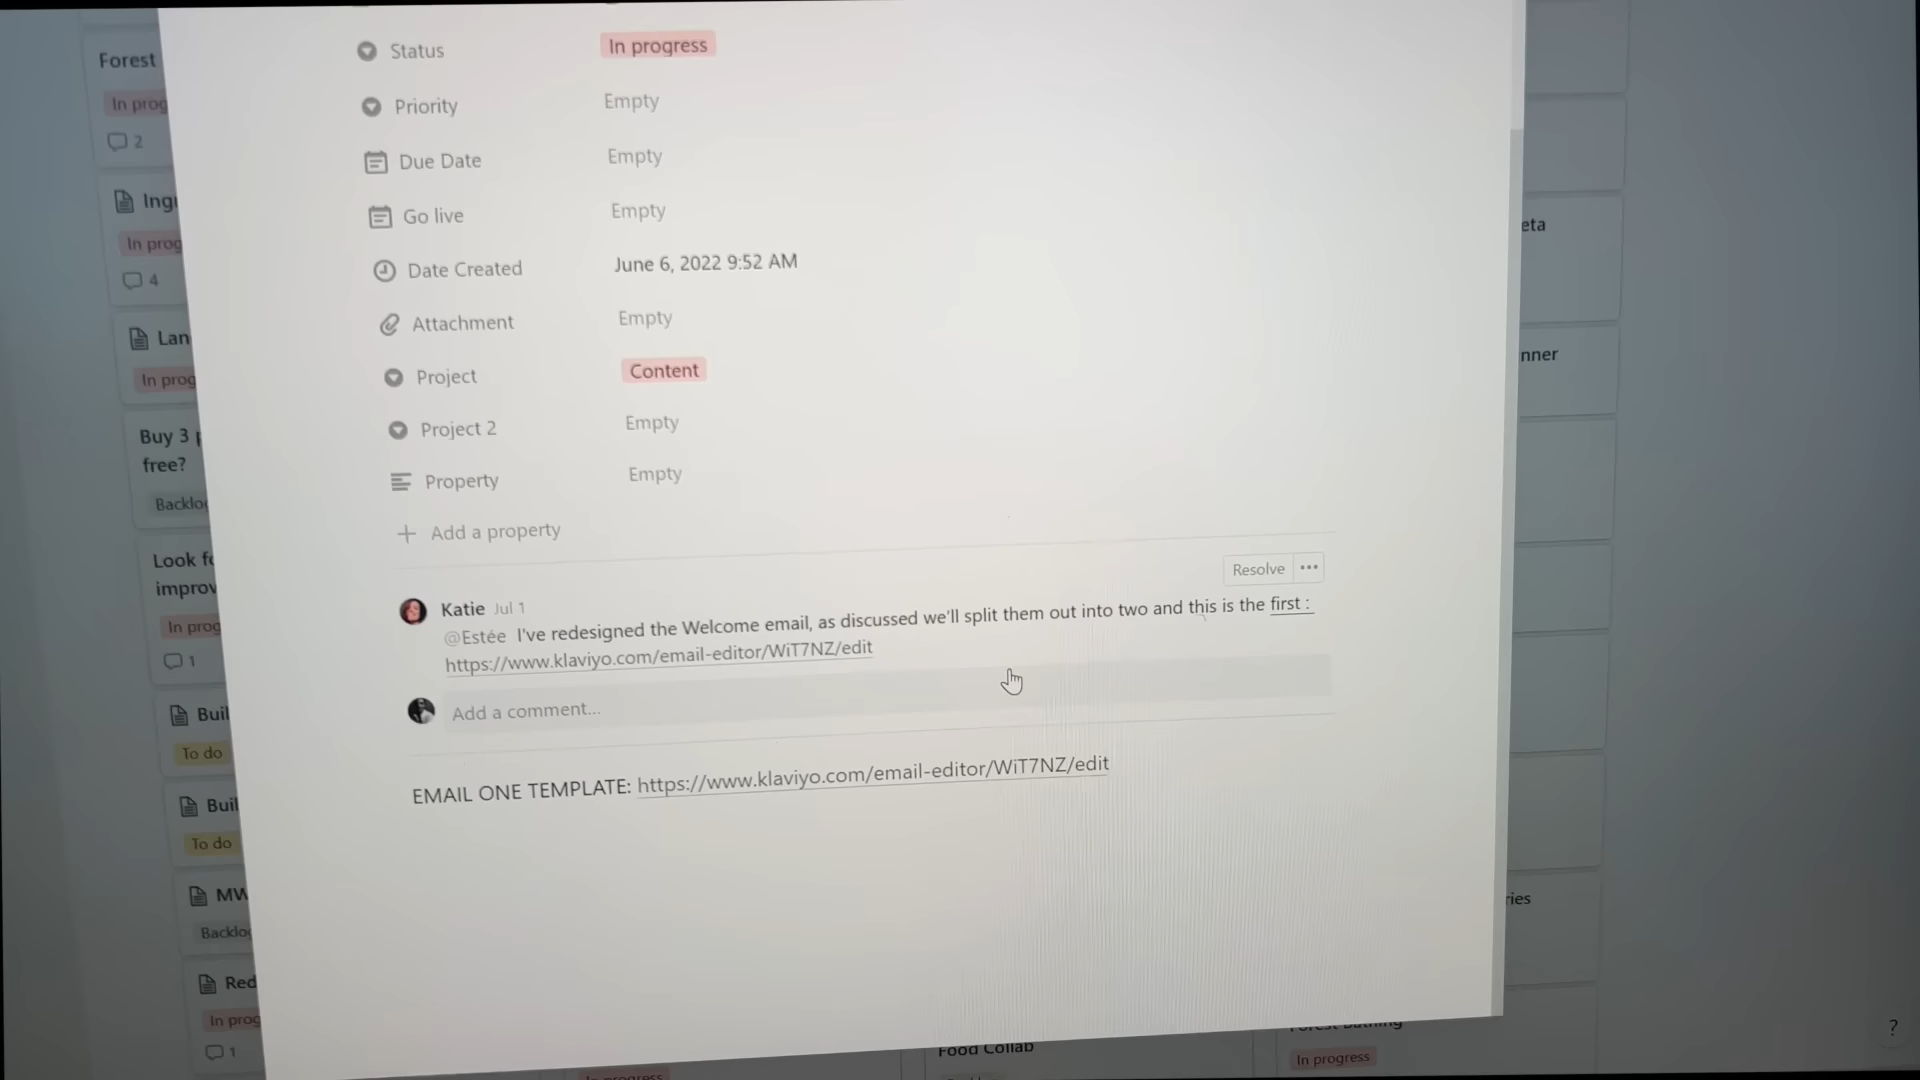 Status In progress
Priority Empty
Due Date Empty
Go live Empty
Date Created June 6, 2022 9:52 AM
Attachment Empty
Project Content
Project 2 Empty
Property Empty
Add a property
Resolve
Katie Jul 1
@Estée I've redesigned the Welcome email, as discussed we'll split them out into two and this is the first :
https://www.klaviyo.com/email-editor/WiT7NZ/edit
Add a comment...
EMAIL ONE TEMPLATE: https://www.klaviyo.com/email-editor/WiT7NZ/edit
Forest
In prog
2
Ing
In prog
4
Lan
In prog
Buy 3
free?
Backlo
Look f
improv
In prog
1
Buil
To do
Buil
To do
MW
Backlo
Red
In prog
1
eta
nner
ries
In progress
Food Collab
In progress
?